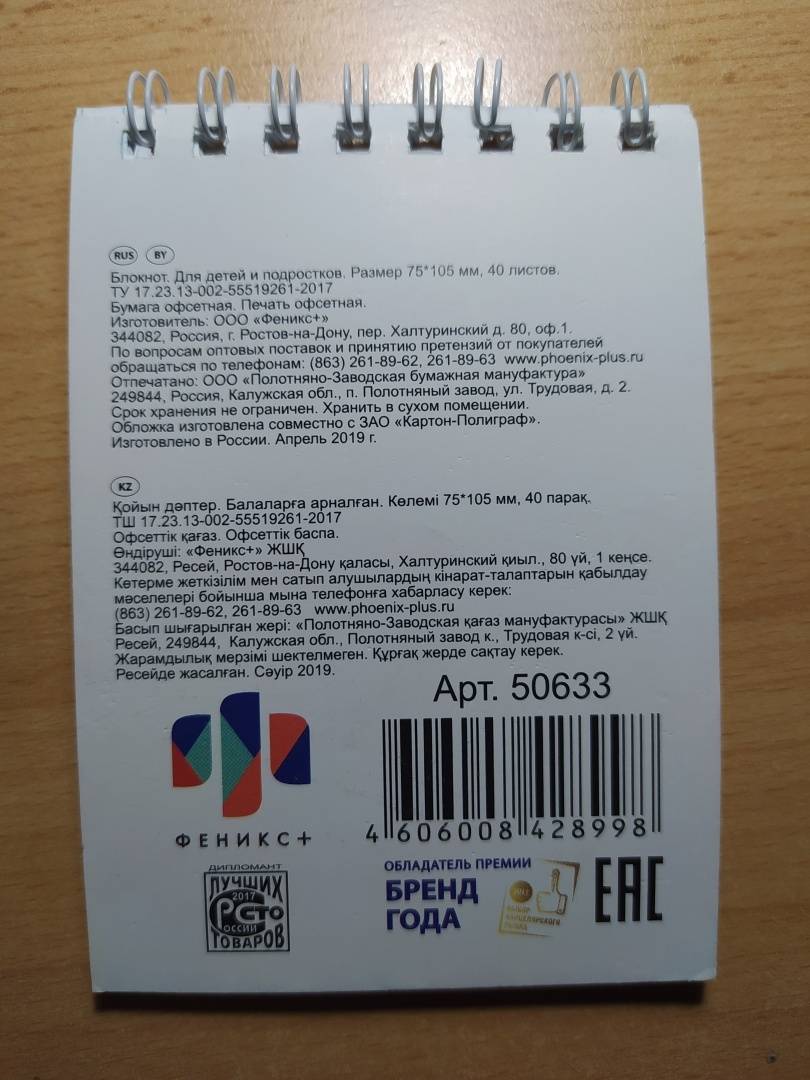 RUS BY
Блокнот. Для детей и подростков. Размер 75*105 мм, 40 листов.
ТУ 17.23.13-002-55519261-2017
Бумага офсетная. Печать офсетная.
Изготовитель: ООО «Феникс+»
344082, Россия, г. Ростов-на-Дону, пер. Халтуринский д. 80, оф.1.
По вопросам оптовых поставок и принятию претензий от покупателей
обращаться по телефонам: (863) 261-89-62, 261-89-63 www.phoenix-plus.ru
Отпечатано: ООО «Полотняно-Заводская бумажная мануфактура»
249844, Россия, Калужская обл., п. Полотняный завод, ул. Трудовая, д. 2.
Срок хранения не ограничен. Хранить в сухом помещении.
Обложка изготовлена совместно с ЗАО «Картон-Полиграф».
Изготовлено в России. Апрель 2019 г.
KZ
Қойын дәптер. Балаларға арналған. Көлемі 75*105 мм, 40 парақ.
ТШ 17.23.13-002-55519261-2017
Офсеттік қағаз. Офсеттік баспа.
Өндіруші: «Феникс+» ЖШҚ
344082, Ресей, Ростов-на-Дону қаласы, Халтуринский қиыл., 80 үй, 1 кеңсе.
Көтерме жеткізілім мен сатып алушылардың кінарат-талаптарын қабылдау
мәселелері бойынша мына телефонға хабарласу керек:
(863) 261-89-62, 261-89-63 www.phoenix-plus.ru
Басып шығарылған жері: «Полотняно-Заводская қағаз мануфактурасы» ЖШҚ
Ресей, 249844, Калужская обл., Полотняный завод к., Трудовая к-сі, 2 үй.
Жарамдылық мерзімі шектелмеген. Құрғақ жерде сақтау керек.
Ресейде жасалған. Сәуір 2019.
Арт. 50633
ФЕНИКС+
4 606008 428998
ДИПЛОМАНТ
ЛУЧШИХ
2017
СТО
РОССИИ
ТОВАРОВ
ОБЛАДАТЕЛЬ ПРЕМИИ
БРЕНД
ГОДА
ВЫБОР
КАНЦЕЛЯРСКОГО
РЫНКА
EAC